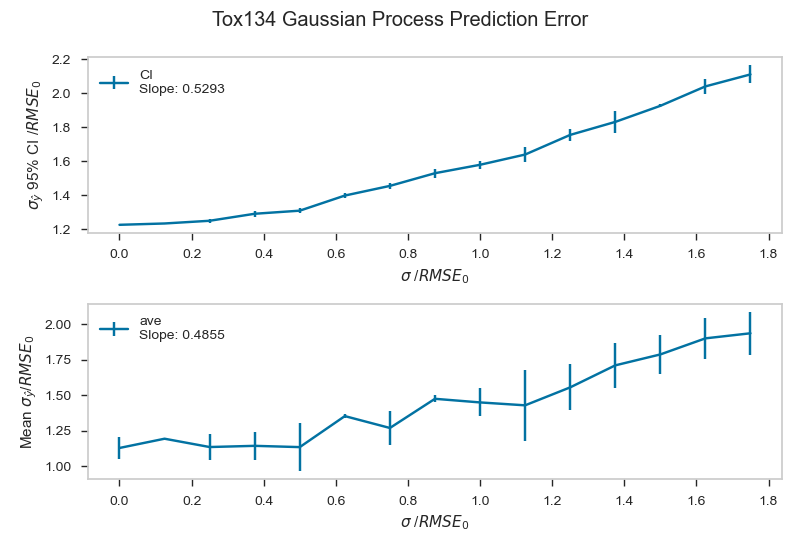 Tox134 Gaussian Process Prediction Error
σ_ŷ 95% CI /RMSE₀
2.2
2.0
1.8
1.6
1.4
1.2
CI
Slope: 0.5293
0.0 0.2 0.4 0.6 0.8 1.0 1.2 1.4 1.6 1.8
σ /RMSE₀
Mean σ_ŷ/RMSE₀
2.00
1.75
1.50
1.25
1.00
ave
Slope: 0.4855
0.0 0.2 0.4 0.6 0.8 1.0 1.2 1.4 1.6 1.8
σ /RMSE₀